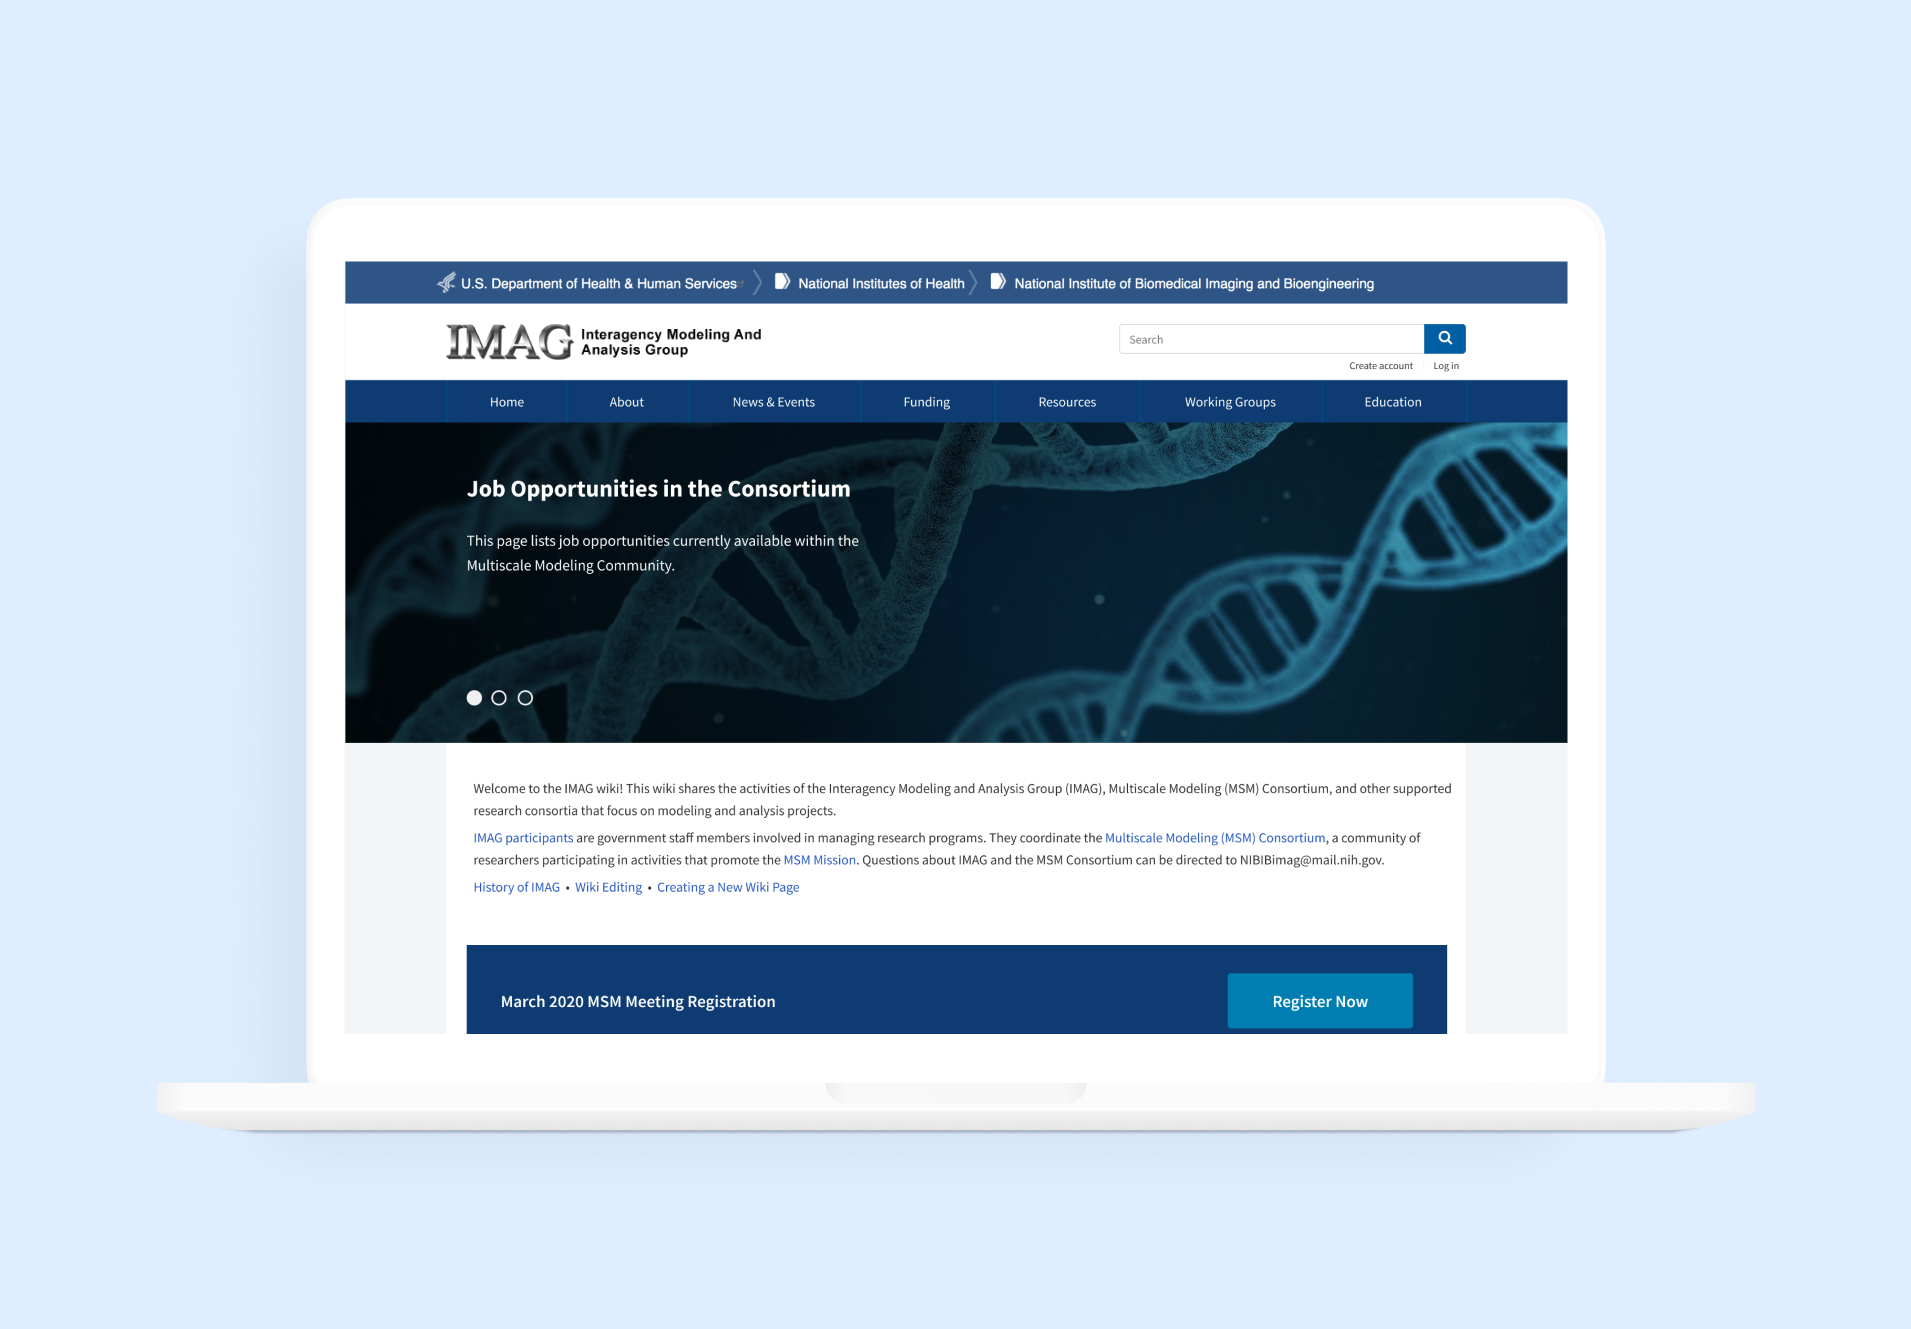 U.S. Department of Health & Human Services
National Institutes of Health
National Institute of Biomedical Imaging and Bioengineering
IMAG
Interagency Modeling And
Analysis Group
Search
Create account
Log in
Home
About
News & Events
Funding
Resources
Working Groups
Education
Job Opportunities in the Consortium
This page lists job opportunities currently available within the
Multiscale Modeling Community.
Welcome to the IMAG wiki! This wiki shares the activities of the Interagency Modeling and Analysis Group (IMAG), Multiscale Modeling (MSM) Consortium, and other supported
research consortia that focus on modeling and analysis projects.
IMAG participants are government staff members involved in managing research programs. They coordinate the Multiscale Modeling (MSM) Consortium, a community of
researchers participating in activities that promote the MSM Mission. Questions about IMAG and the MSM Consortium can be directed to NIBIBimag@mail.nih.gov.
History of IMAG • Wiki Editing • Creating a New Wiki Page
March 2020 MSM Meeting Registration
Register Now